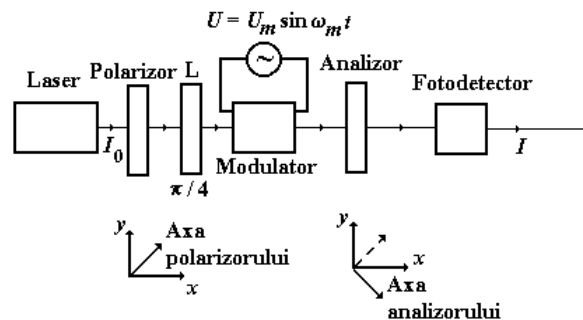 U = U_m sin ω_m t
~
Laser
Polarizor
L
Analizor
Fotodetector
I_0
Modulator
I
π / 4
y
Axa
polarizorului
x
y
x
Axa
analizorului